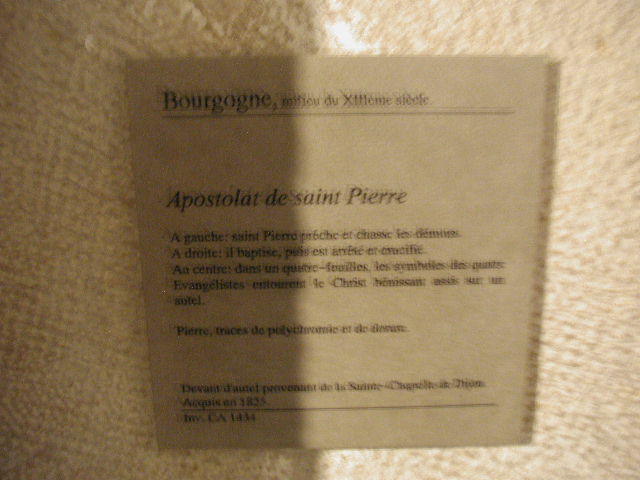 Bourgogne, milieu du XIIIème siècle.
Apostolat de saint Pierre
A gauche: saint Pierre prêche et chasse les démons.
A droite: il baptise, puis est arrêté et crucifié.
Au centre: dans un quatre-feuilles, les symboles des quatre
Evangélistes entourent le Christ bénissant assis sur un
autel.
Pierre, traces de polychromie et de dorure.
Devant d'autel provenant de la Sainte-Chapelle de Dijon.
Acquis en
Inv. CA 1434